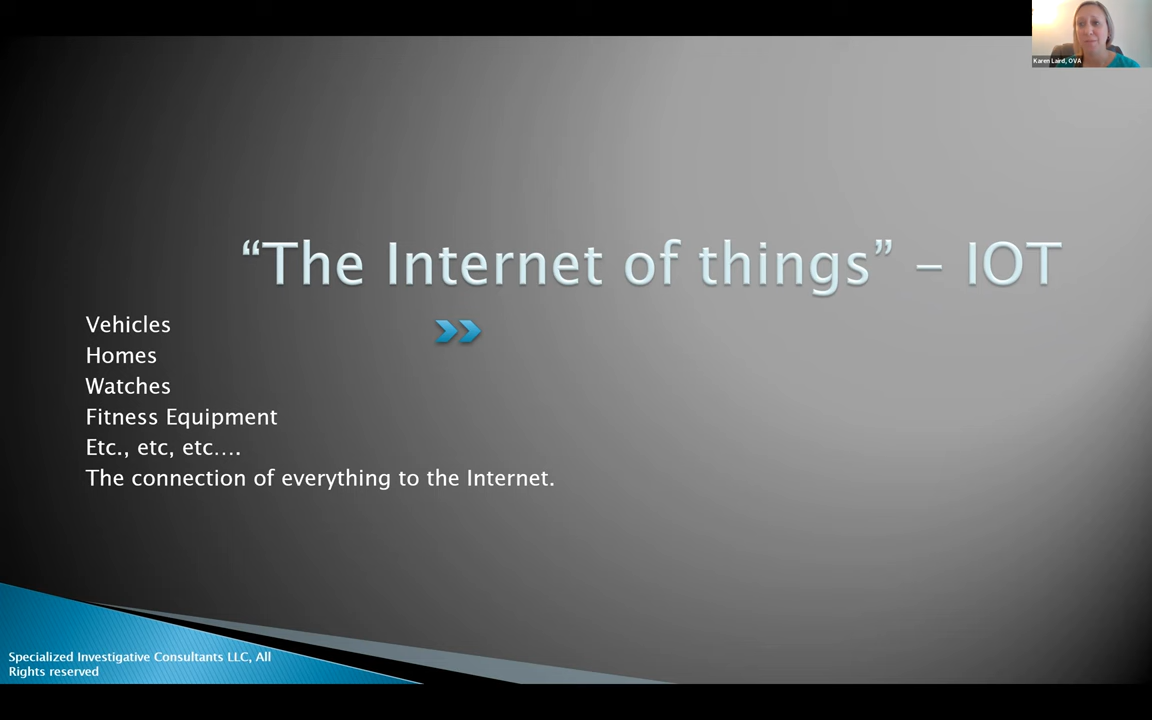 Karen Laird, OVA
“The Internet of things” – IOT
Vehicles
Homes
Watches
Fitness Equipment
Etc., etc, etc….
The connection of everything to the Internet.
Specialized Investigative Consultants LLC, All
Rights reserved